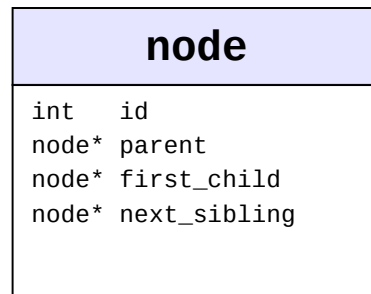 node
int   id
node* parent
node* first_child
node* next_sibling